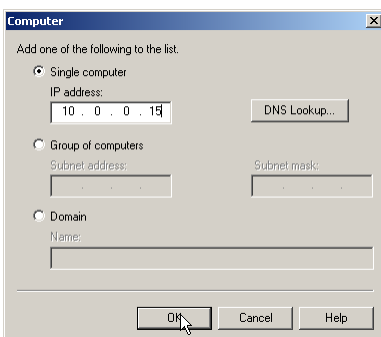 Computer
Add one of the following to the list.
Single computer
IP address:
10 . 0 . 0 . 15
DNS Lookup...
Group of computers
Subnet address: Subnet mask:
. . . . . .
Domain
Name:
OK Cancel Help